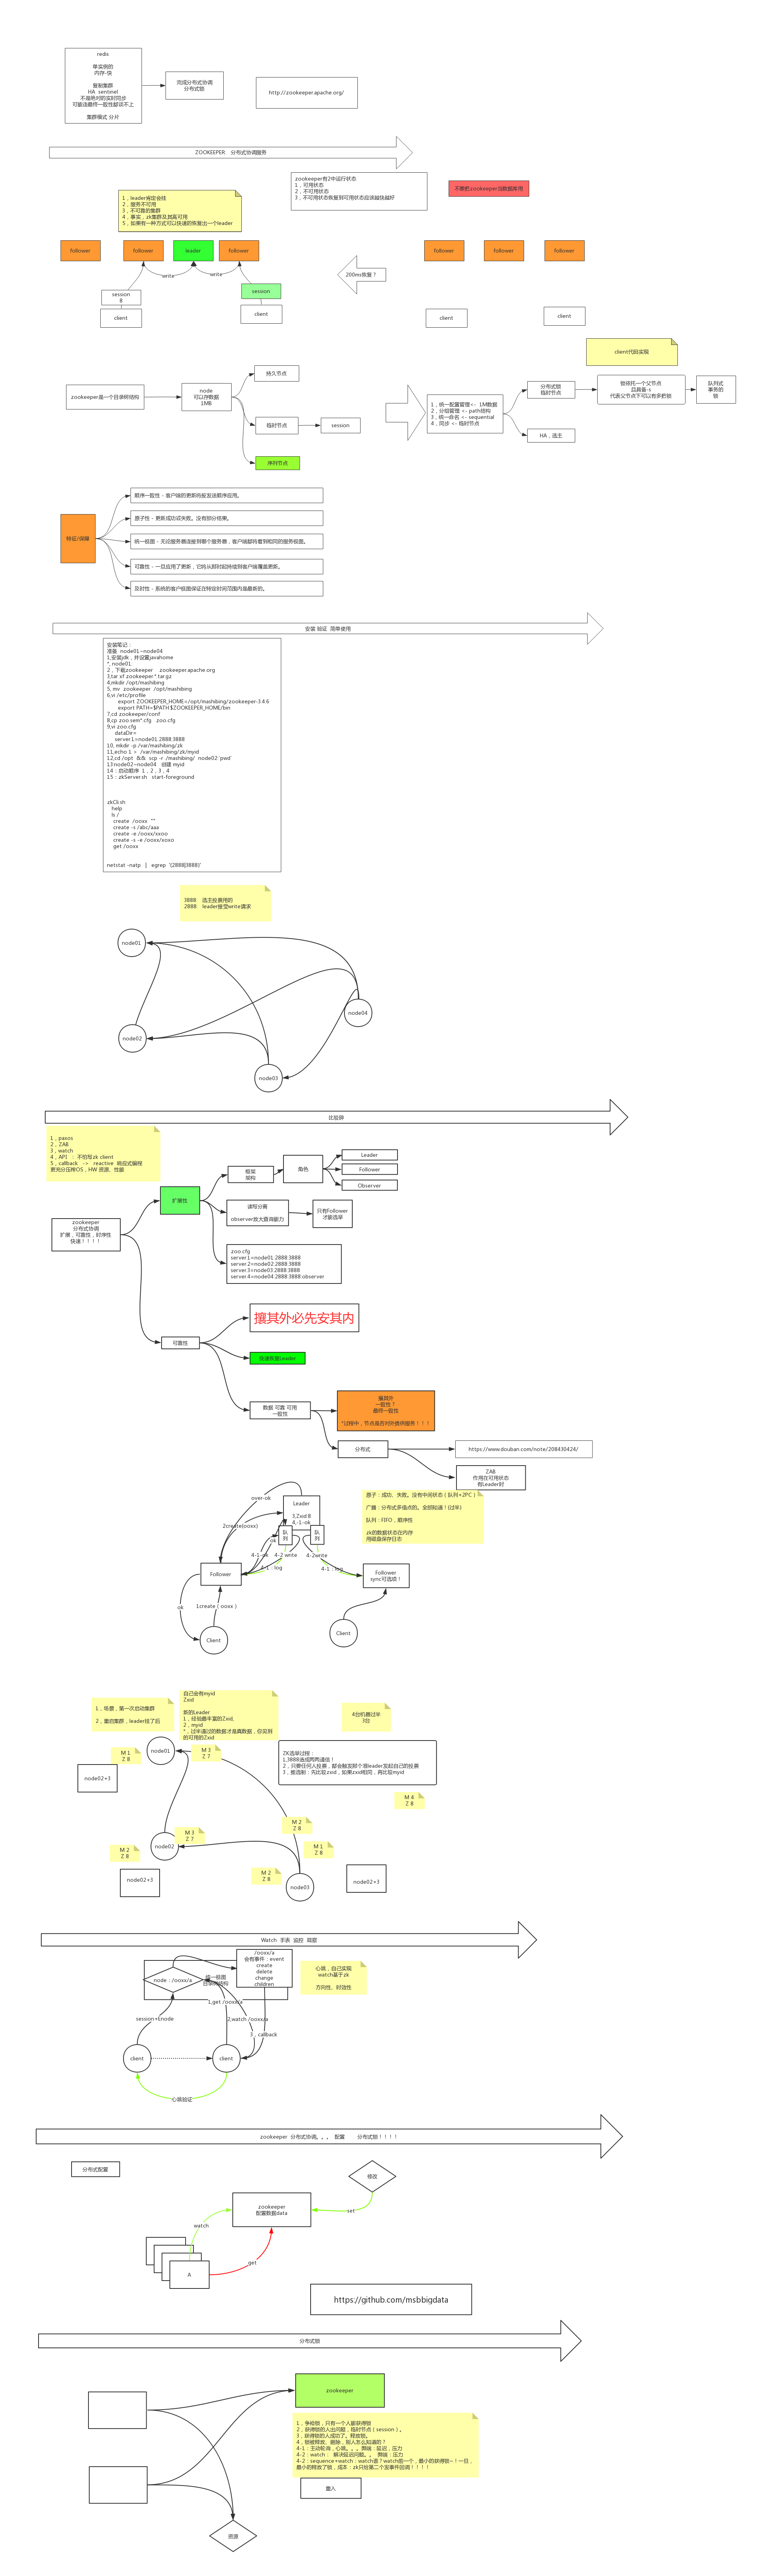 redis
单实例的
内存-快
复制集群
HA sentinel
不是绝对的实时同步
可能连最终一致性都谈不上
集群模式 分片
完成分布式协调
分布式锁
http://zookeeper.apache.org/
ZOOKEEPER 分布式协调服务
zookeeper有2中运行状态
1，可用状态
2，不可用状态
3，不可用状态恢复到可用状态应该越快越好
不要把zookeeper当数据库用
1，leader肯定会挂
2，服务不可用
3，不可靠的集群
4，事实，zk集群及其高可用
5，如果有一种方式可以快速的恢复出一个leader
follower
follower
leader
follower
follower
follower
follower
write
write
200ms恢复？
session
8
session
client
client
client
client
client代码实现
zookeeper是一个目录树结构
node
可以存数据
1MB
持久节点
临时节点
session
序列节点
1，统一配置管理<- 1M数据
2，分组管理 <- path结构
3，统一命名 <- sequential
4，同步 <- 临时节点
分布式锁
临时节点
锁依托一个父节点
且具备-s
代表父节点下可以有多把锁
队列式
事务的
锁
HA，选主
特征/保障
顺序一致性 - 客户端的更新将按发送顺序应用。
原子性 - 更新成功或失败。没有部分结果。
统一视图 - 无论服务器连接到哪个服务器，客户端都将看到相同的服务视图。
可靠性 - 一旦应用了更新，它将从那时起持续到客户端覆盖更新。
及时性 - 系统的客户视图保证在特定时间范围内是最新的。
安装 验证 简单使用
安装笔记：
准备 node01~node04
1,安装jdk，并设置javahome
*, node01:
2，下载zookeeper zookeeper.apache.org
3,tar xf zookeeper.*.tar.gz
4,mkdir /opt/mashibing
5, mv zookeeper /opt/mashibing
6,vi /etc/profile
export ZOOKEEPER_HOME=/opt/mashibing/zookeeper-3.4.6
export PATH=$PATH:$ZOOKEEPER_HOME/bin
7,cd zookeeper/conf
8,cp zoo.sem*.cfg zoo.cfg
9,vi zoo.cfg
dataDir=
server.1=node01:2888:3888
10, mkdir -p /var/mashibing/zk
11,echo 1 > /var/mashibing/zk/myid
12,cd /opt && scp -r ./mashibing/ node02:`pwd`
13:node02~node04 创建 myid
14：启动顺序 1，2，3，4
15：zkServer.sh start-foreground
zkCli.sh
help
ls /
create /ooxx ""
create -s /abc/aaa
create -e /ooxx/xxoo
create -s -e /ooxx/xoxo
get /ooxx
netstat -natp | egrep '(2888|3888)'
3888 选主投票用的
2888 leader接受write请求
node01
node04
node02
node03
1，paxos
2，ZAB
3，watch
4，API ：不怕写zk client
5，callback -> reactive 响应式编程
更充分压榨OS，HW 资源、性能
框架
架构
角色
Leader
Follower
Observer
扩展性
读写分离
observer放大查询能力
只有Follower
才能选举
zookeeper
分布式协调
扩展，可靠性，时序性
快速！！！！
zoo.cfg
server.1=node01:2888:3888
server.2=node02:2888:3888
server.3=node03:2888:3888
server.4=node04:2888:3888:observer
攘其外必先安其内
可靠性
快速恢复Leader
数据 可靠 可用
一致性
攘其外
一致性？
最终一致性
*过程中，节点是否对外提供服务！！！
分布式
https://www.douban.com/note/208430424/
ZAB
作用在可用状态
有Leader时
over-ok
Leader
3,Zxid:8
4,-1-ok
2create(ooxx)
队
列
队
列
ok
4-1-ok
4-2 write
4-2write
4-1：log
4-1：log
Follower
Follower
sync可选项！
ok
1create（ooxx）
Client
Client
原子：成功、失败。没有中间状态（队列+2PC）
广播：分布式多借点的。全部知道！(过半)
队列：FIFO，顺序性
zk的数据状态在内存
用磁盘保存日志
1，场景，第一次启动集群
2，重启集群，leader挂了后
自己会有myid
Zxid
新的Leader
1，经验最丰富的Zxid,
2，myid
*，过半通过的数据才是真数据，你见到
的可用的Zxid
4台机器过半
3台
node01
M 1
Z 8
M 3
Z 7
ZK选举过程：
1,3888造成两两通信！
2，只要任何人投票，都会触发那个准leader发起自己的投票
3，推选制：先比较zxid，如果zxid相同，再比较myid
node02+3
M 4
Z 8
M 2
Z 8
node02
M 3
Z 7
M 2
Z 8
M 1
Z 8
node02+3
M 2
Z 8
node03
node02+3
Watch 手表 监控 观察
/ooxx/a
会有事件：event
create
delete
change
children
node：/ooxx/a
统一视图
目录树结构
心跳，自己实现
watch基于zk
方向性、时效性
1,get /ooxx/a
session+Enode
2,watch /ooxx/a
3，callback
client
client
心跳验证
zookeeper 分布式协调。。。 配置 分布式锁！！！！
分布式配置
修改
zookeeper
配置数据data
watch
set
get
A
https://github.com/msbbigdata
分布式锁
zookeeper
1，争抢锁，只有一个人能获得锁
2，获得锁的人出问题，临时节点（session）。
3，获得锁的人成功了。释放锁。
4，锁被释放、删除，别人怎么知道的？
4-1：主动轮询，心跳。。。弊端：延迟，压力
4-2：watch： 解决延迟问题。。 弊端：压力
4-2：sequence+watch：watch谁？watch前一个，最小的获得锁~！一旦，
最小的释放了锁，成本：zk只给第二个发事件回调！！！！
重入
资源